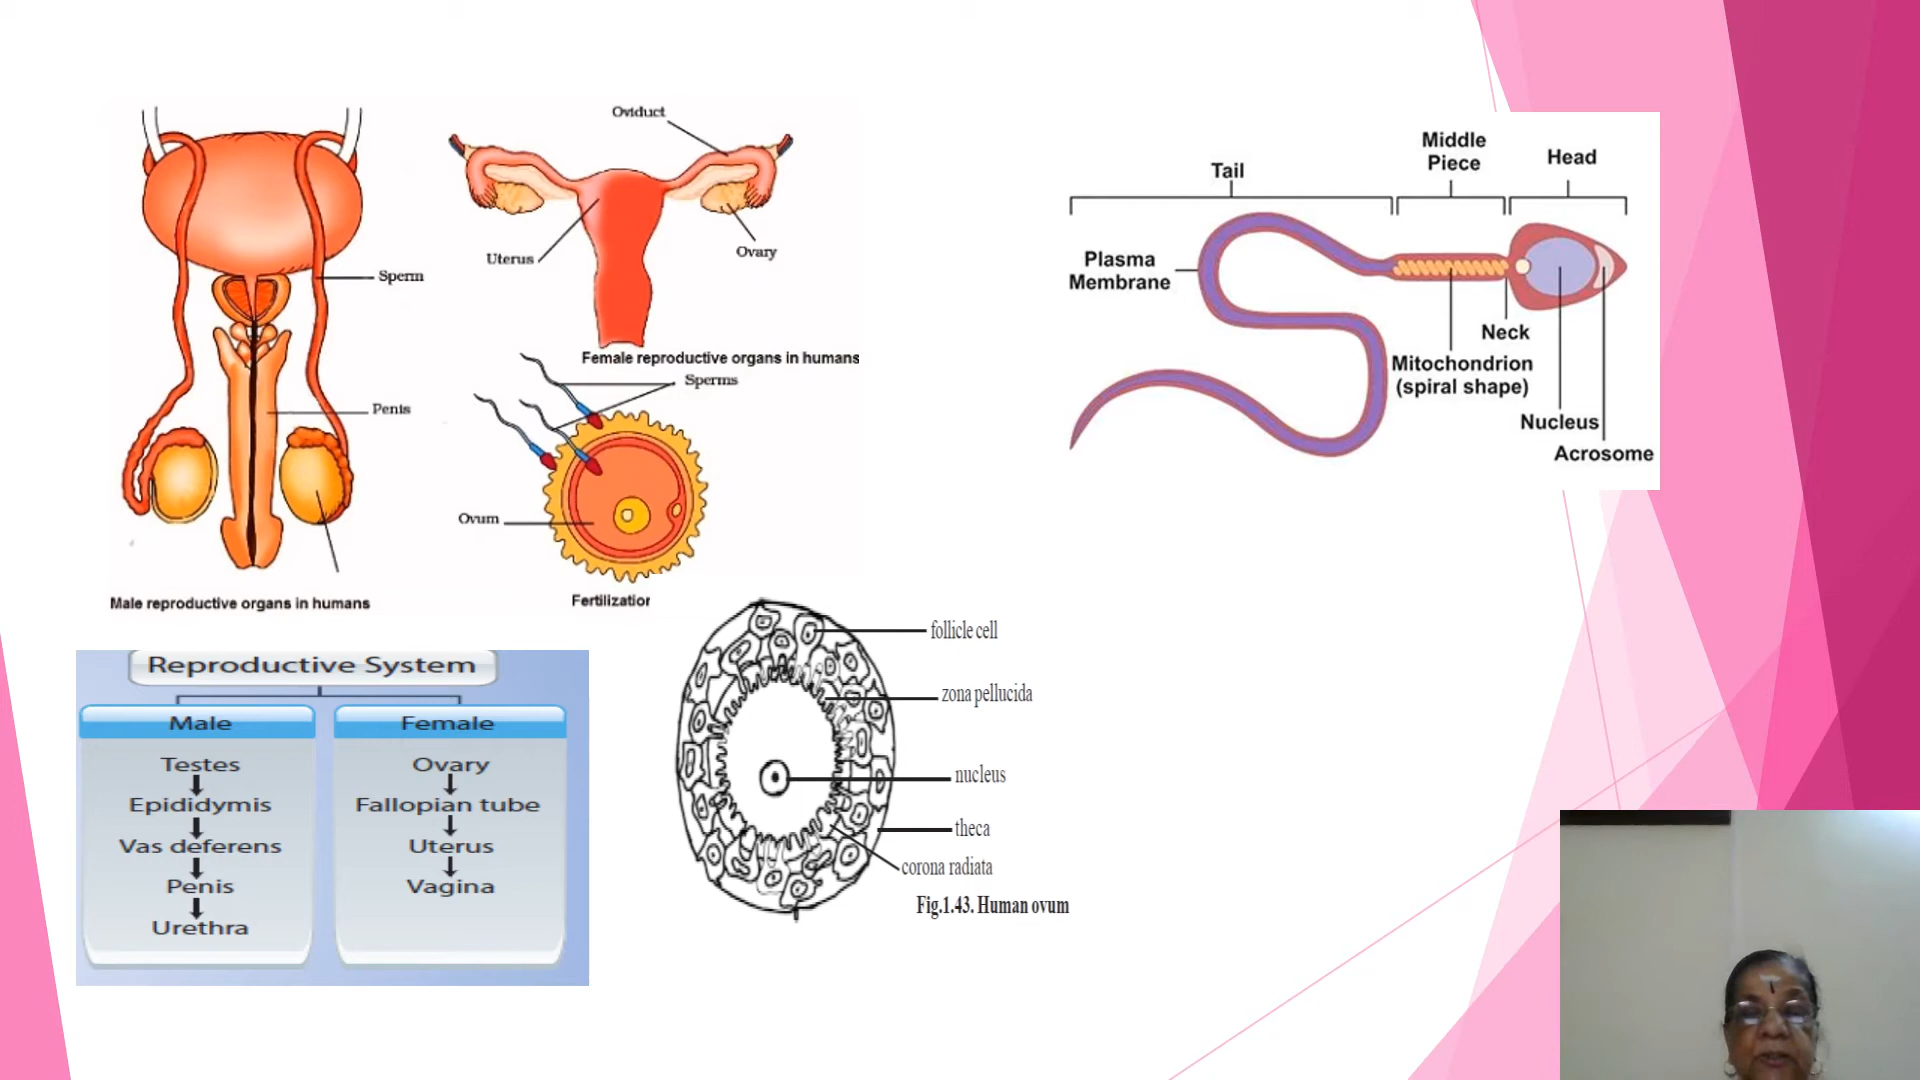 Oviduct
Uterus
Ovary
Sperm
Penis
Female reproductive organs in humans
Sperms
Ovum
Male reproductive organs in humans
Fertilization
Tail
Middle
Piece
Head
Plasma
Membrane
Neck
Mitochondrion
(spiral shape)
Nucleus
Acrosome
Reproductive System
Male
Testes
Epididymis
Vas deferens
Penis
Urethra
Female
Ovary
Fallopian tube
Uterus
Vagina
follicle cell
zona pellucida
nucleus
theca
corona radiata
Fig.1.43. Human ovum